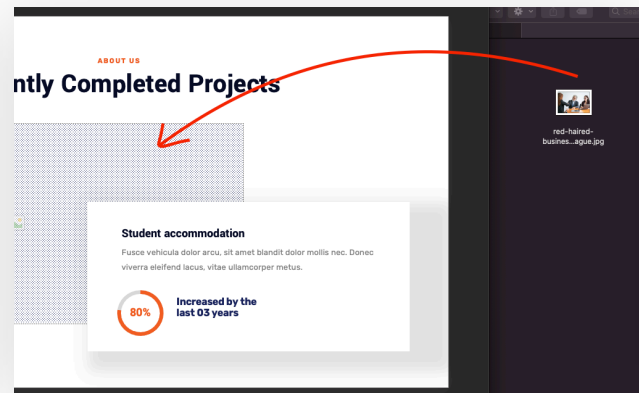 ABOUT US
ntly Completed Projects
red-haired-
busines...ague.jpg
Student accommodation
Fusce vehicula dolor arcu, sit amet blandit dolor mollis nec. Donec
viverra eleifend lacus, vitae ullamcorper metus.
80%
Increased by the
last 03 years